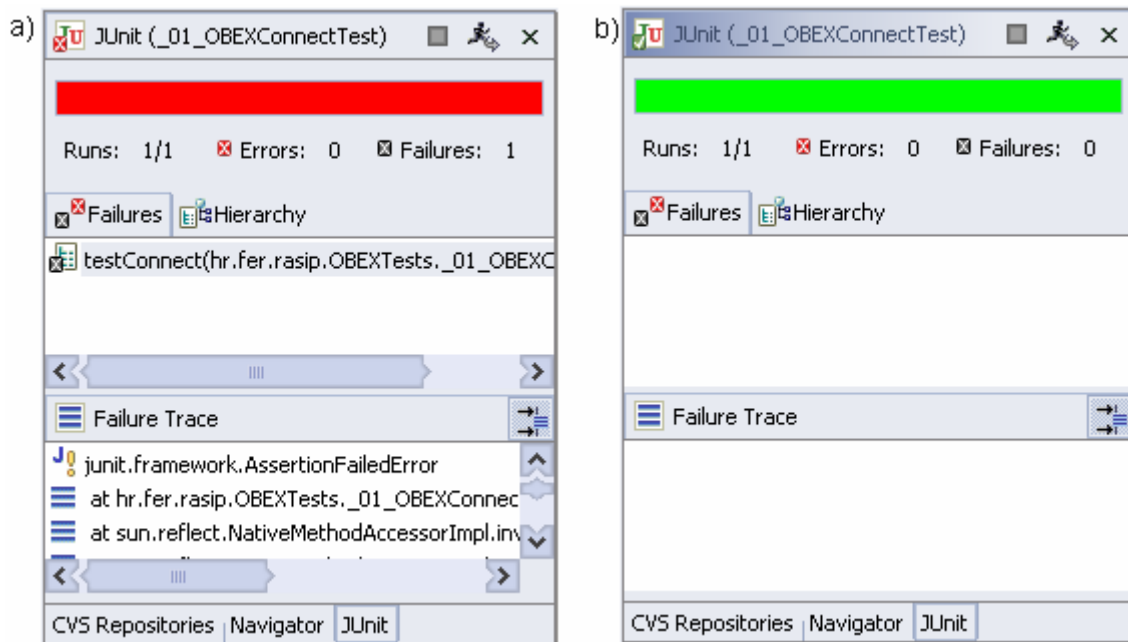 a) JUnit (_01_OBEXConnectTest)
Runs: 1/1 Errors: 0 Failures: 1
Failures Hierarchy
testConnect(hr.fer.rasip.OBEXTests._01_OBEXC
Failure Trace
junit.framework.AssertionFailedError
at hr.fer.rasip.OBEXTests._01_OBEXConnec
at sun.reflect.NativeMethodAccessorImpl.inv
CVS Repositories Navigator JUnit
b) JUnit (_01_OBEXConnectTest)
Runs: 1/1 Errors: 0 Failures: 0
Failures Hierarchy
Failure Trace
CVS Repositories Navigator JUnit